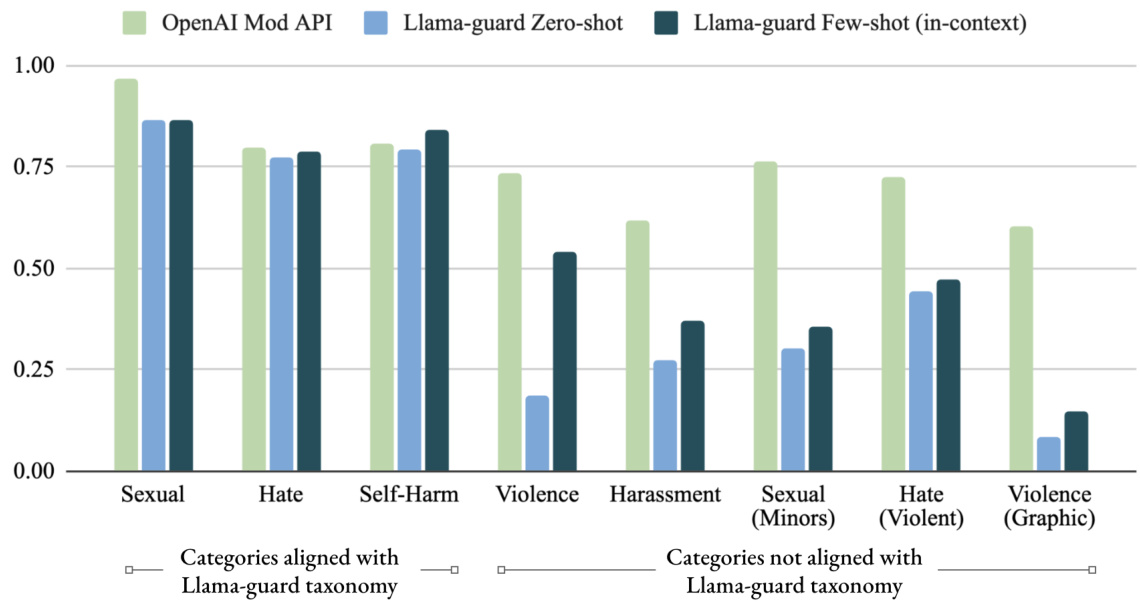 OpenAI Mod API Llama-guard Zero-shot Llama-guard Few-shot (in-context)
1.00
0.75
0.50
0.25
0.00
Sexual Hate Self-Harm Violence Harassment Sexual (Minors) Hate (Violent) Violence (Graphic)
Categories aligned with
Llama-guard taxonomy
Categories not aligned with
Llama-guard taxonomy